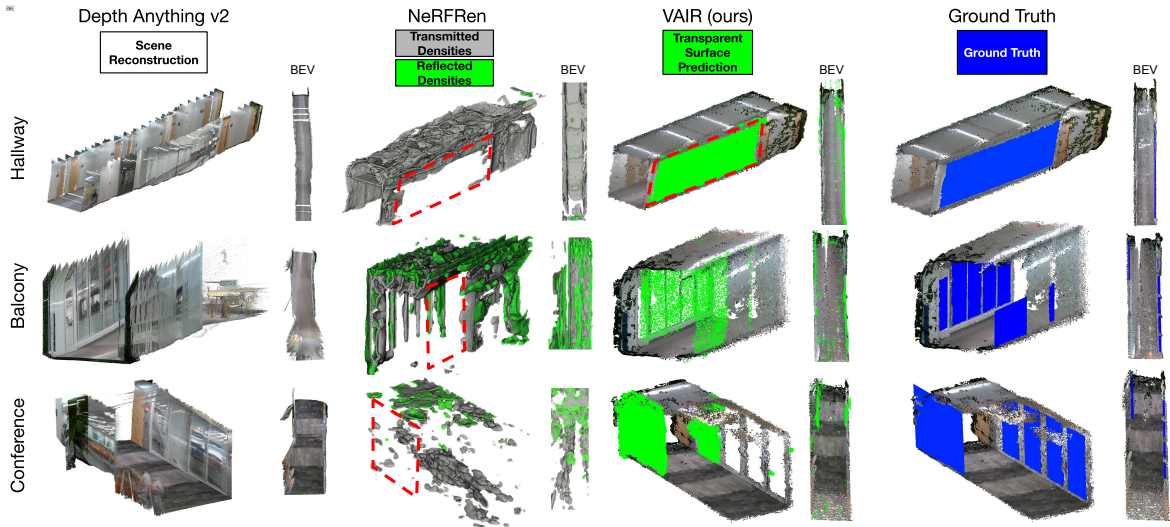 Depth Anything v2
NeRFRen
VAIR (ours)
Ground Truth
Scene
Reconstruction
Transmitted
Densities
Reflected
Densities
Transparent
Surface
Prediction
Ground Truth
BEV
BEV
BEV
BEV
Hallway
Balcony
Conference